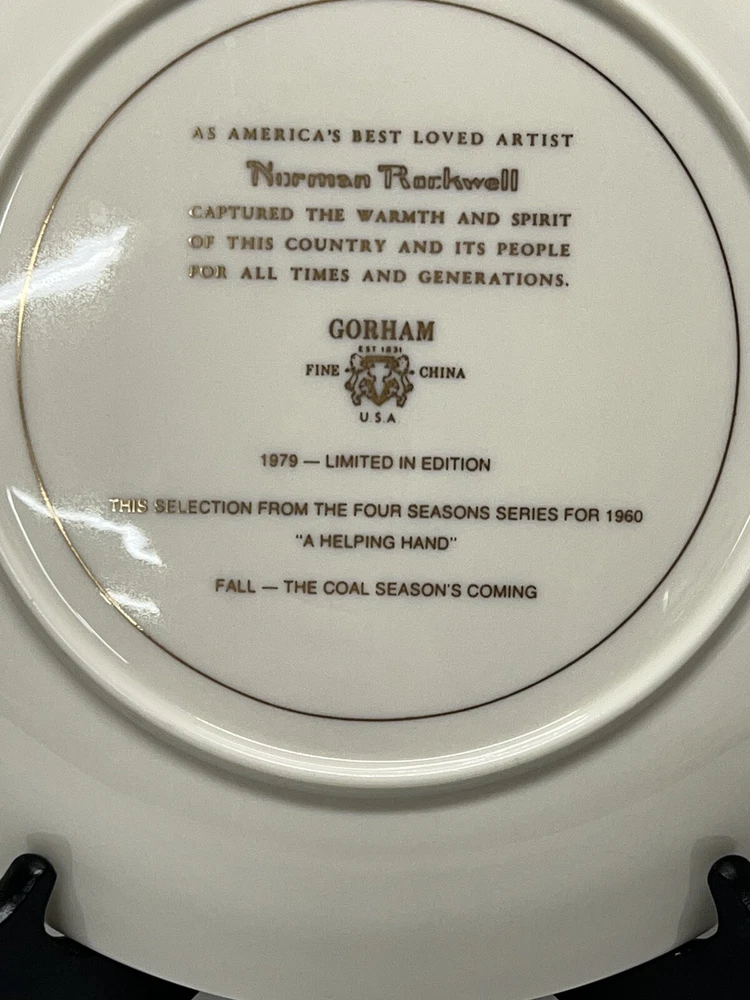 AS AMERICA'S BEST LOVED ARTIST
Norman Rockwell
CAPTURED THE WARMTH AND SPIRIT
OF THIS COUNTRY AND ITS PEOPLE
FOR ALL TIMES AND GENERATIONS.
GORHAM
EST 1831
FINE CHINA
U.S.A
1979 — LIMITED IN EDITION
THIS SELECTION FROM THE FOUR SEASONS SERIES FOR 1960
"A HELPING HAND"
FALL — THE COAL SEASON'S COMING